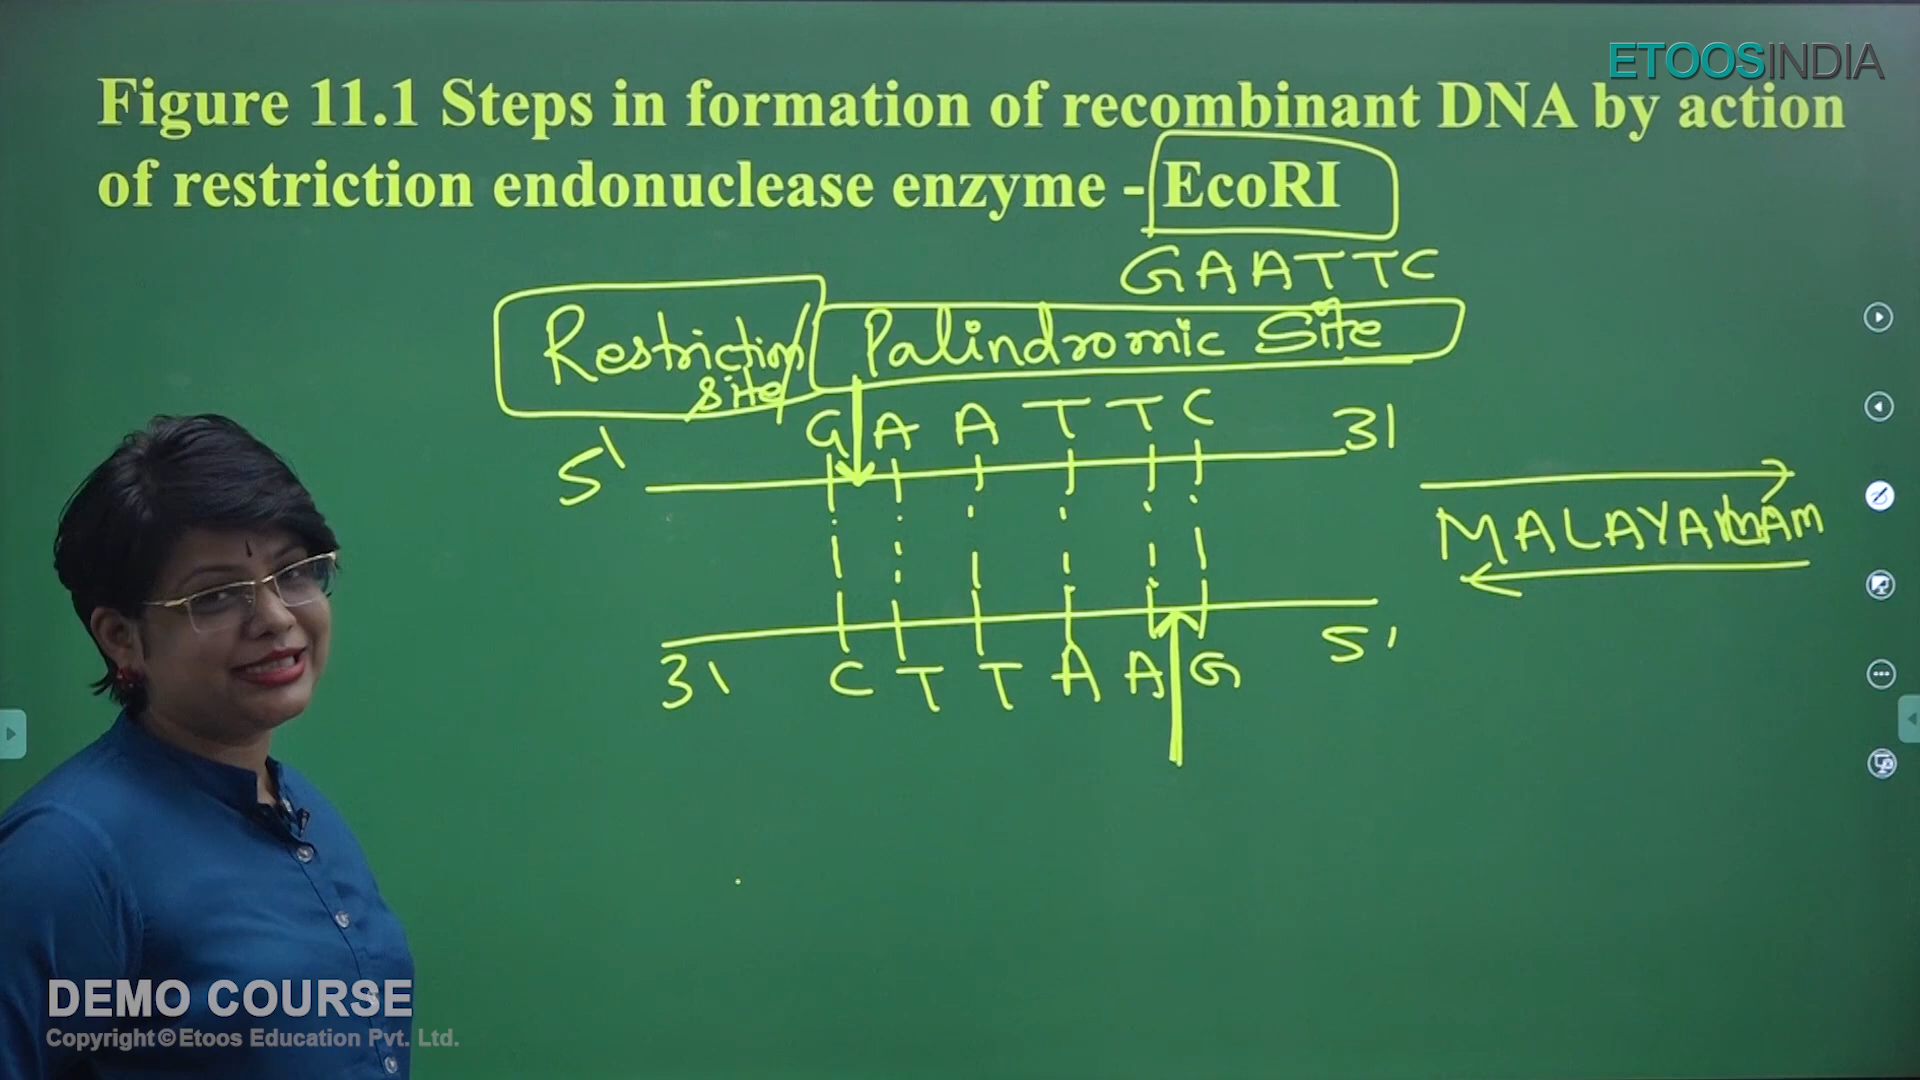 ETOOSINDIA
Figure 11.1 Steps in formation of recombinant DNA by action
of restriction endonuclease enzyme - EcoRI
GAATTC
Restriction Site / Palindromic Site
G A A T T C
5' 3'
MALAYALAM
3' 5'
C T T A A G
DEMO COURSE
Copyright © Etoos Education Pvt. Ltd.